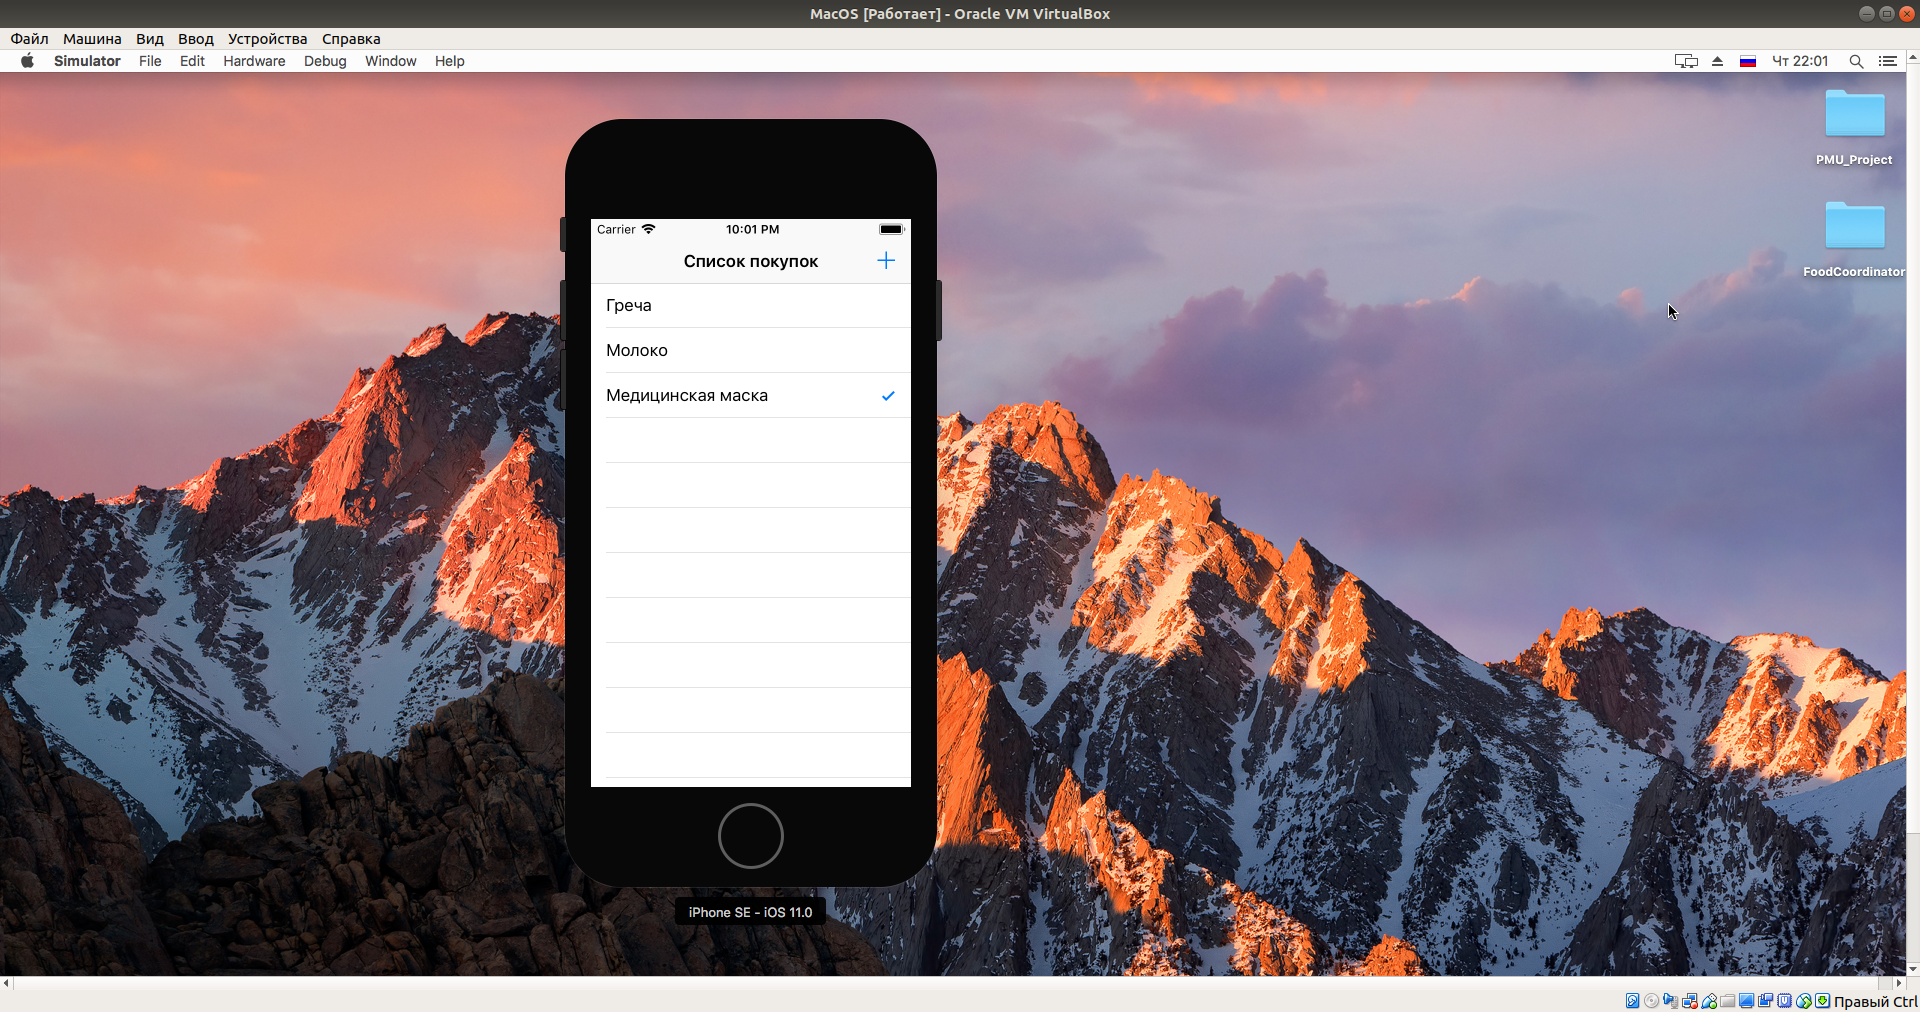 MacOS [Работает] - Oracle VM VirtualBox
Файл Машина Вид Ввод Устройства Справка
Simulator File Edit Hardware Debug Window Help Чт 22:01
PMU_Project
FoodCoordinator
Carrier 10:01 PM
Список покупок
Греча
Молоко
Медицинская маска
iPhone SE - iOS 11.0
Правый Ctrl